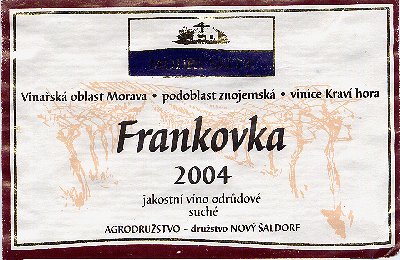 Vinařská oblast Morava • podoblast znojemská • vinice Kraví hora
Frankovka
2004
jakostní víno odrůdové
suché
AGRODRUŽSTVO – družstvo NOVÝ ŠALDORF